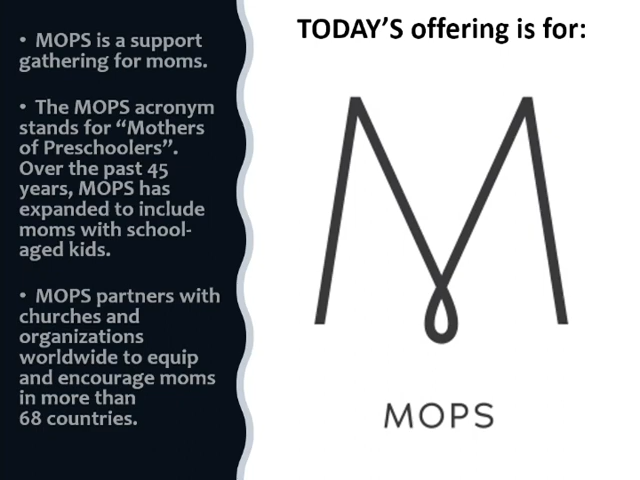 TODAY'S offering is for:
• MOPS is a support
gathering for moms.
• The MOPS acronym
stands for “Mothers
of Preschoolers”.
Over the past 45
years, MOPS has
expanded to include
moms with school-
aged kids.
• MOPS partners with
churches and
organizations
worldwide to equip
and encourage moms
in more than
68 countries.
M
MOPS